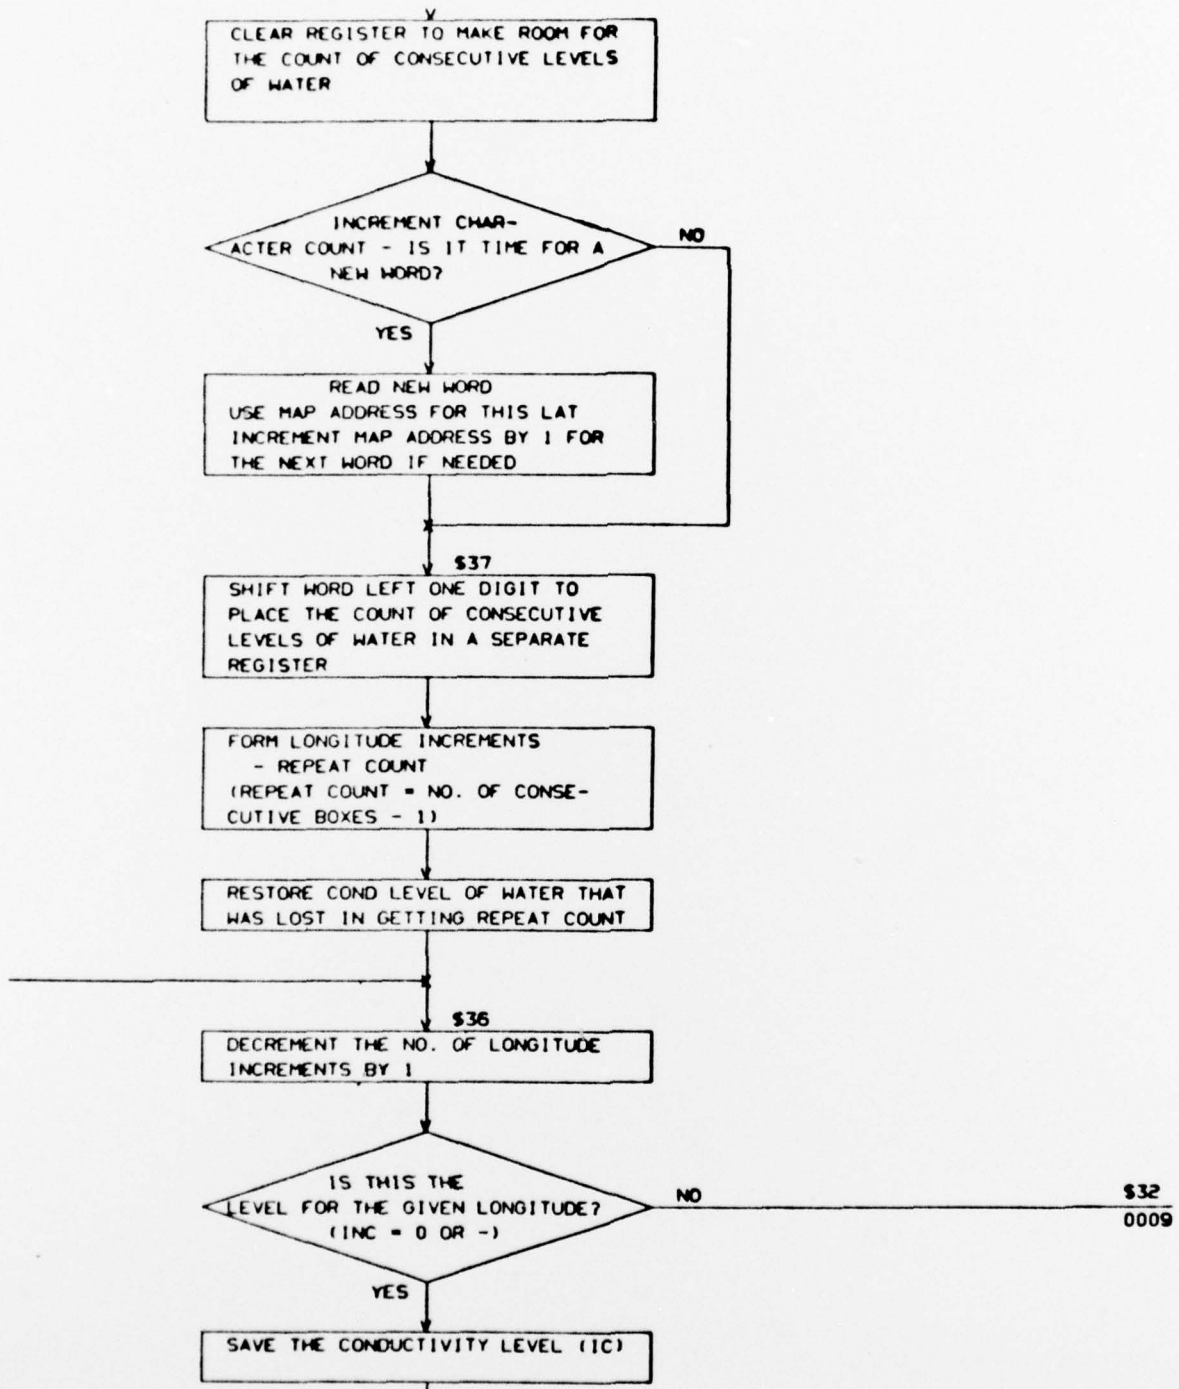 CLEAR REGISTER TO MAKE ROOM FOR
THE COUNT OF CONSECUTIVE LEVELS
OF WATER
INCREMENT CHAR-
ACTER COUNT - IS IT TIME FOR A
NEW WORD?
NO
YES
READ NEW WORD
USE MAP ADDRESS FOR THIS LAT
INCREMENT MAP ADDRESS BY 1 FOR
THE NEXT WORD IF NEEDED
$37
SHIFT WORD LEFT ONE DIGIT TO
PLACE THE COUNT OF CONSECUTIVE
LEVELS OF WATER IN A SEPARATE
REGISTER
FORM LONGITUDE INCREMENTS
- REPEAT COUNT
(REPEAT COUNT = NO. OF CONSE-
CUTIVE BOXES - 1)
RESTORE COND LEVEL OF WATER THAT
WAS LOST IN GETTING REPEAT COUNT
$36
DECREMENT THE NO. OF LONGITUDE
INCREMENTS BY 1
IS THIS THE
LEVEL FOR THE GIVEN LONGITUDE?
(INC = 0 OR -)
NO
$32
0009
YES
SAVE THE CONDUCTIVITY LEVEL (IC)